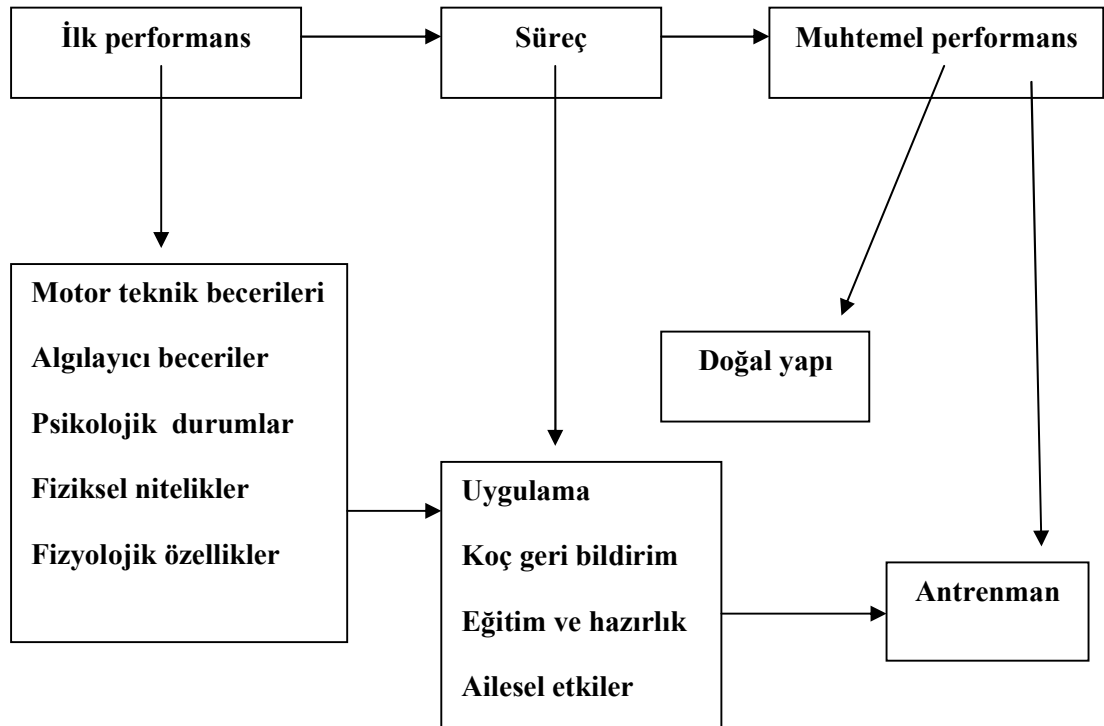 İlk performans
Süreç
Muhtemel performans
Motor teknik becerileri
Algılayıcı beceriler
Psikolojik durumlar
Fiziksel nitelikler
Fizyolojik özellikler
Doğal yapı
Uygulama
Koç geri bildirim
Eğitim ve hazırlık
Ailesel etkiler
Antrenman